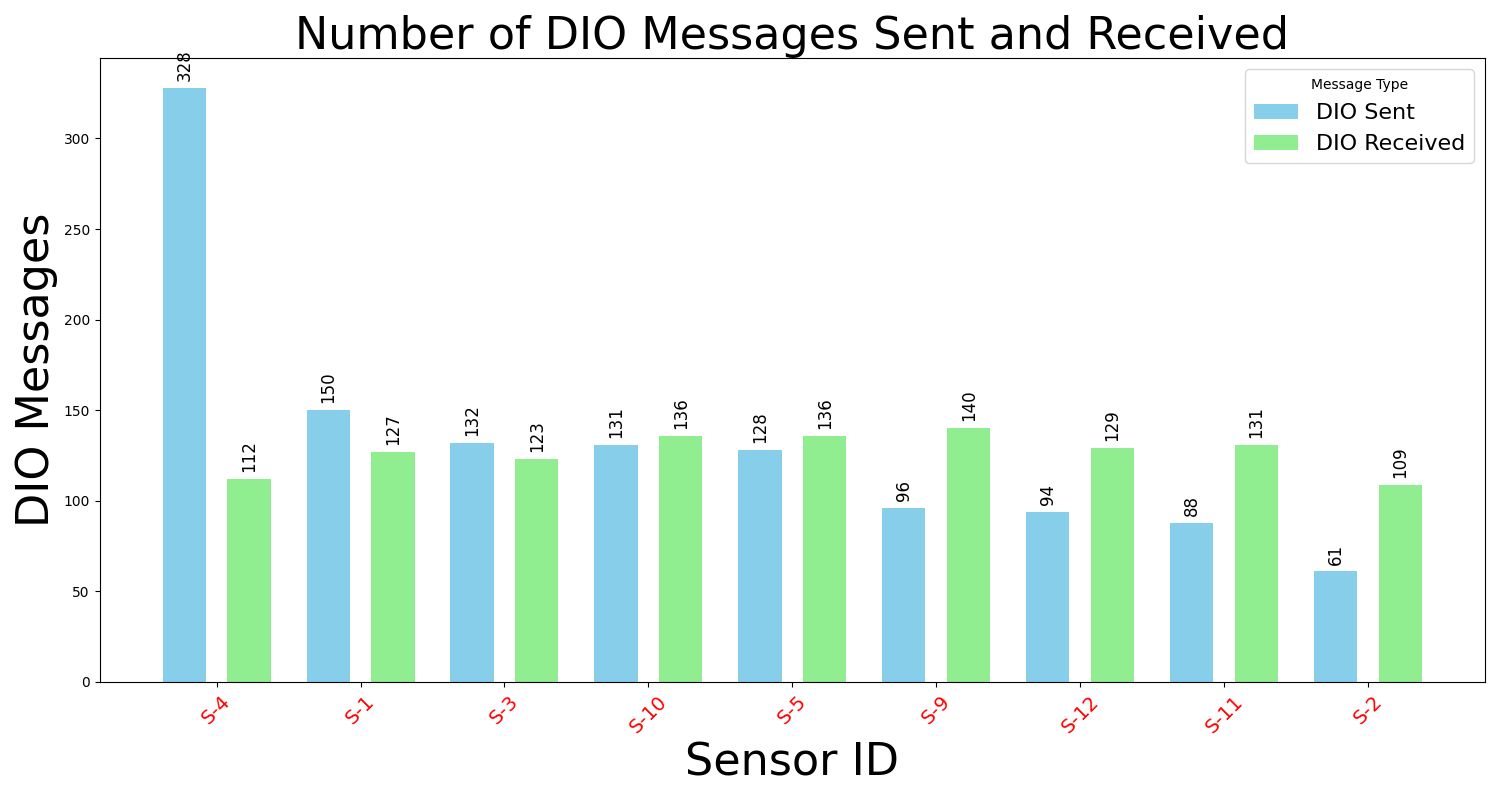 Number of DIO Messages Sent and Received
Message Type
DIO Sent
DIO Received
DIO Messages
300
250
200
150
100
50
0
328
112
150
127
132
123
131
136
128
136
96
140
94
129
88
131
61
109
S-4
S-1
S-3
S-10
S-5
S-9
S-12
S-11
S-2
Sensor ID